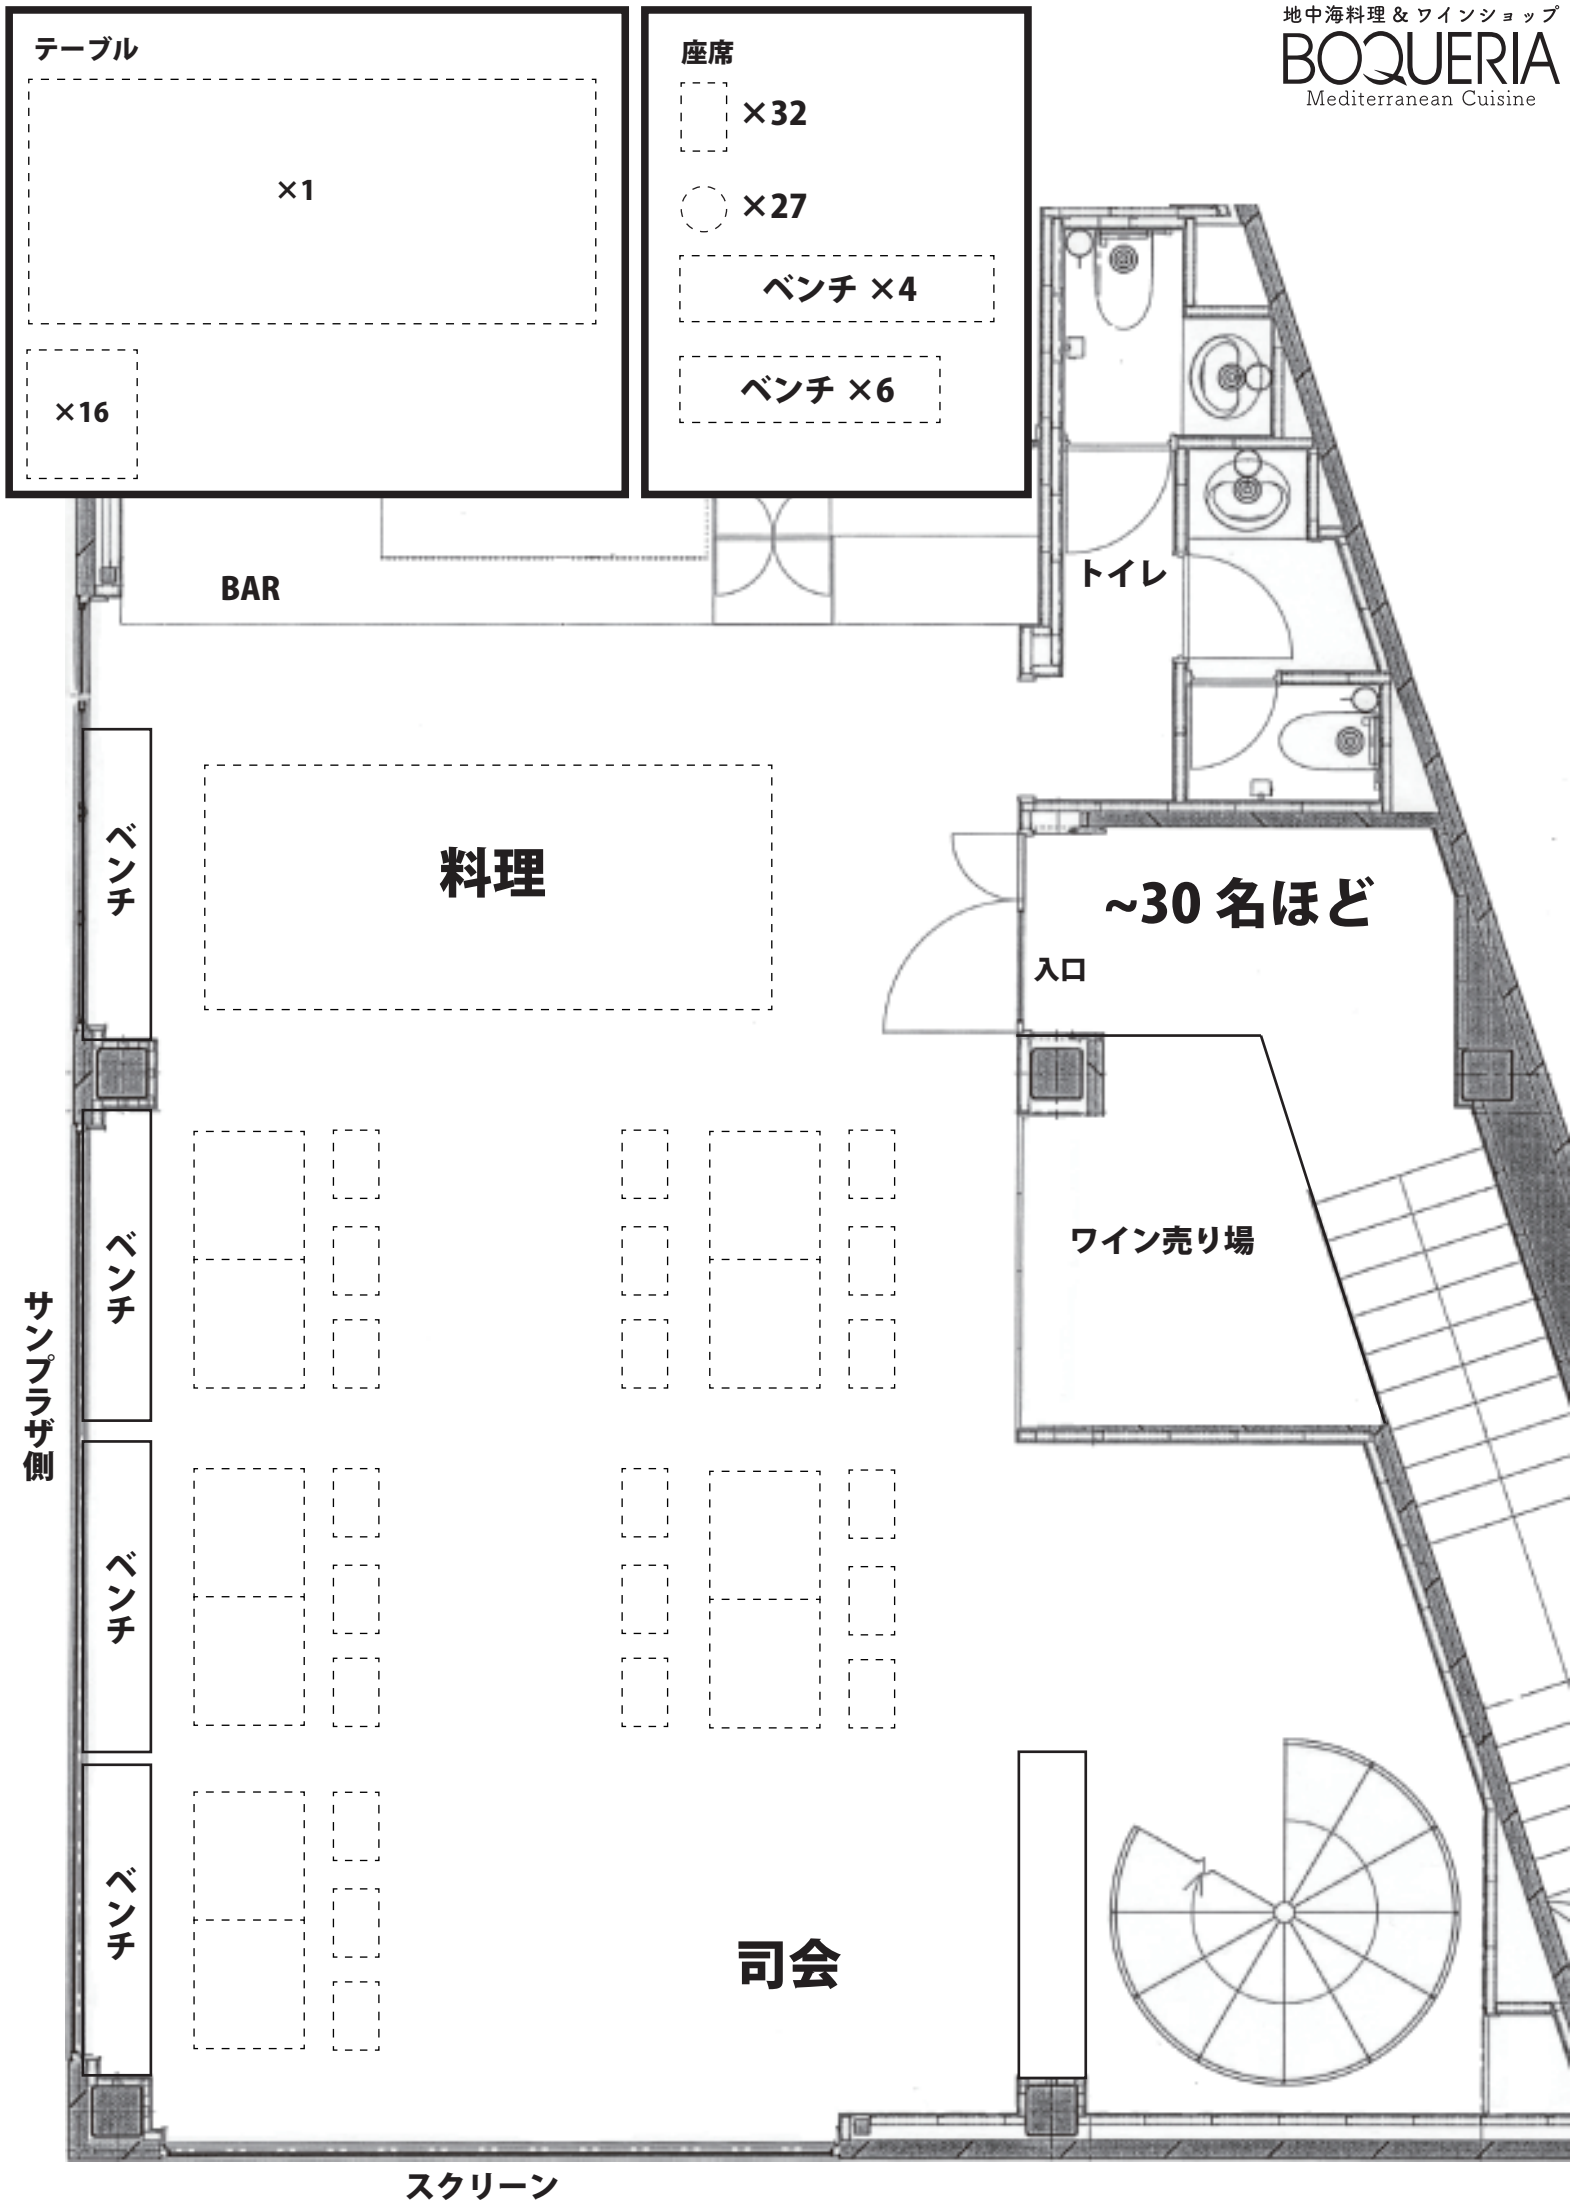 地中海料理 & ワインショップ
BOQUERIA
Mediterranean Cuisine
テーブル
×1
×16
座席
×32
×27
ベンチ ×4
ベンチ ×6
BAR
トイレ
ベンチ
料理
~30 名ほど
入口
ベンチ
ワイン売り場
サンプラザ側
ベンチ
ベンチ
司会
スクリーン